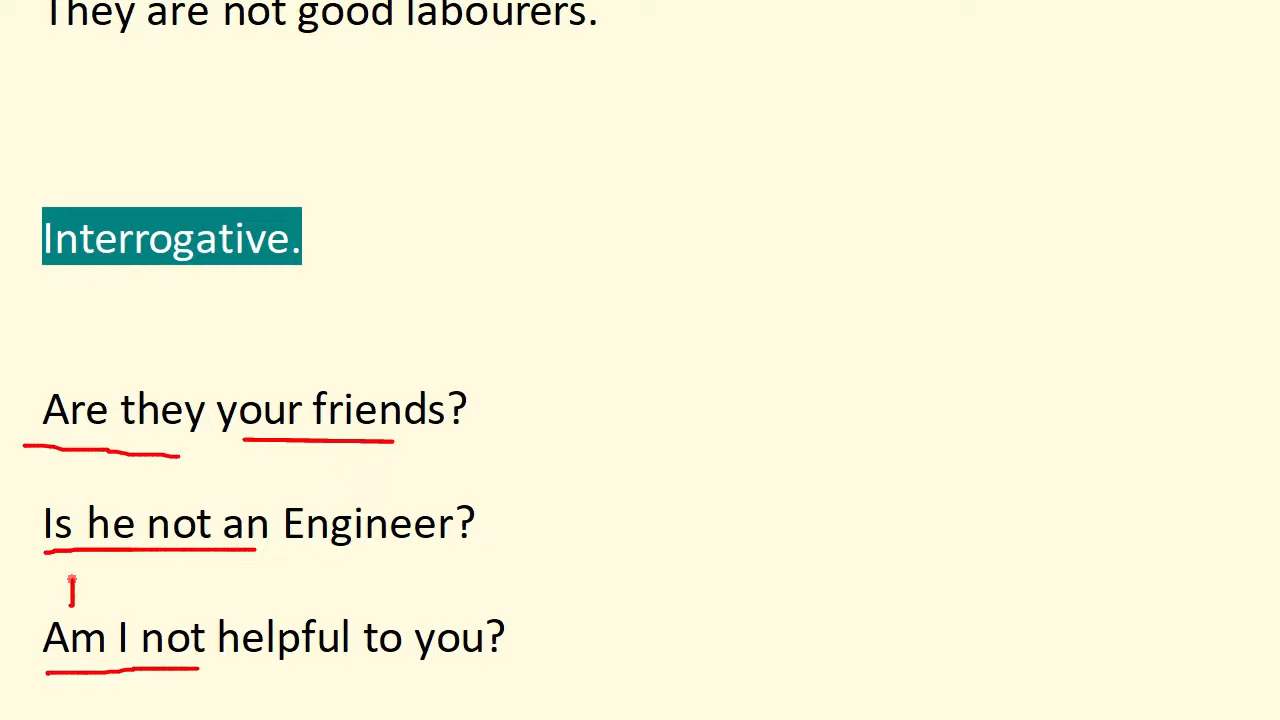 They are not good labourers.
Interrogative.
Are they your friends?
Is he not an Engineer?
Am I not helpful to you?